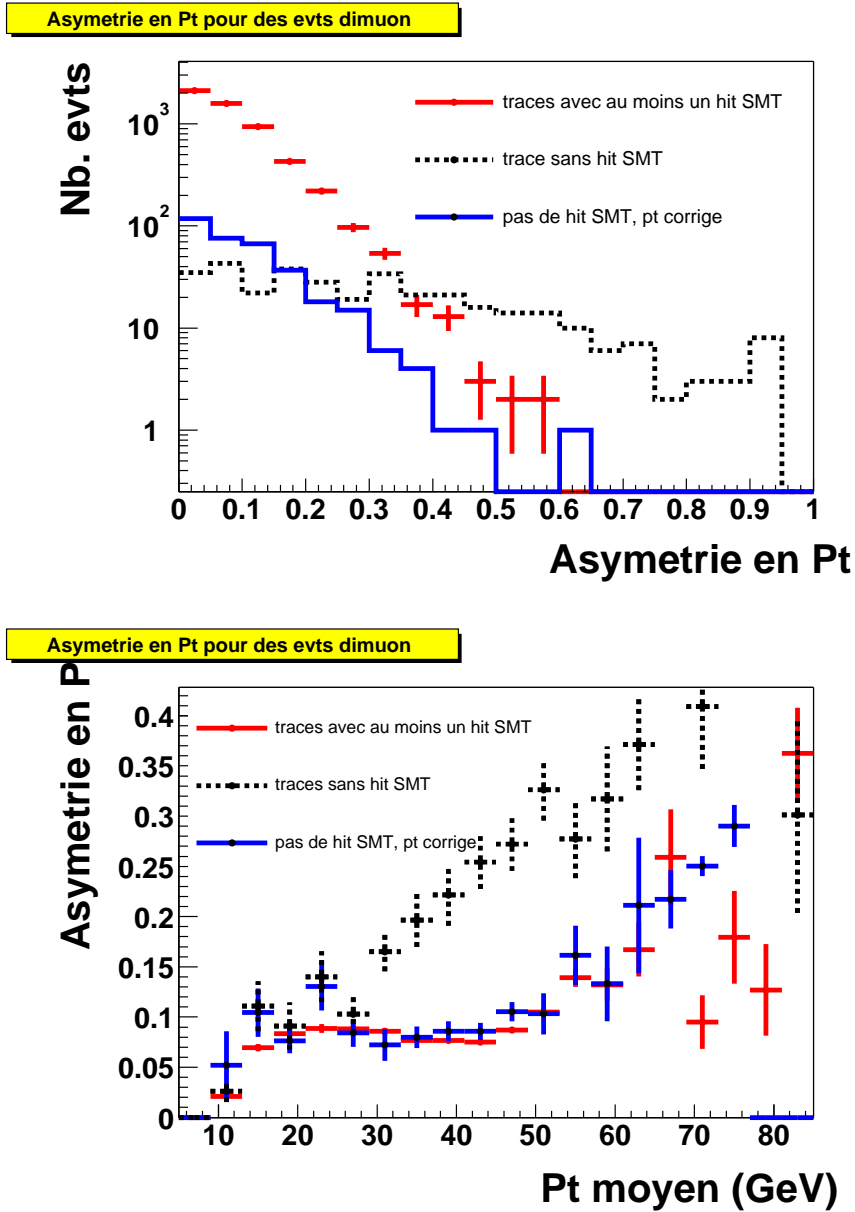 Asymetrie en Pt pour des evts dimuon
Nb. evts
10^3
10^2
10
1
traces avec au moins un hit SMT
trace sans hit SMT
pas de hit SMT, pt corrige
0 0.1 0.2 0.3 0.4 0.5 0.6 0.7 0.8 0.9 1
Asymetrie en Pt
Asymetrie en Pt pour des evts dimuon
Asymetrie en P
0.4
0.35
0.3
0.25
0.2
0.15
0.1
0.05
0
traces avec au moins un hit SMT
traces sans hit SMT
pas de hit SMT, pt corrige
10 20 30 40 50 60 70 80
Pt moyen (GeV)